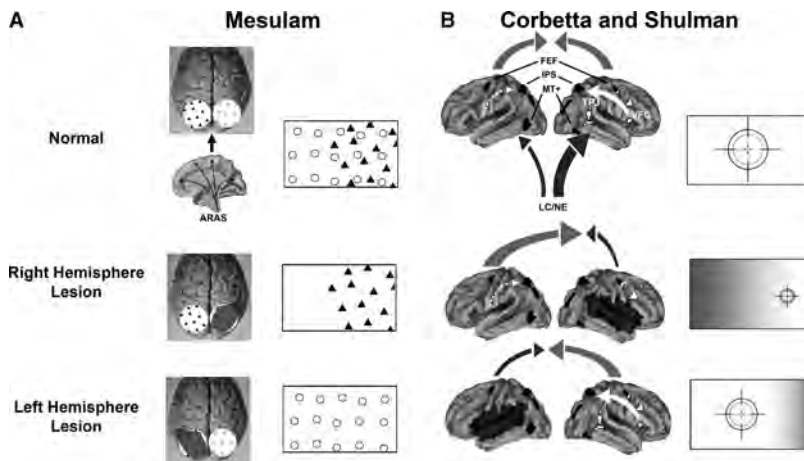 A
Mesulam
B
Corbetta and Shulman
Normal
ARAS
FEF
IPS
MT+
TPJ
VFC
LC/NE
Right Hemisphere
Lesion
Left Hemisphere
Lesion